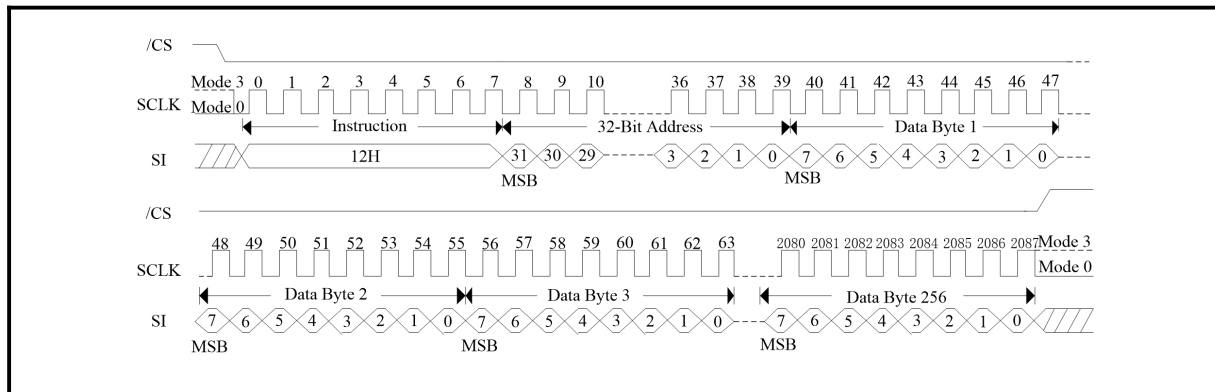 /CS
Mode 3 0 1 2 3 4 5 6 7 8 9 10 36 37 38 39 40 41 42 43 44 45 46 47
SCLK
Mode 0
Instruction 32-Bit Address Data Byte 1
SI 12H 31 30 29 3 2 1 0 7 6 5 4 3 2 1 0
MSB MSB
/CS
48 49 50 51 52 53 54 55 56 57 58 59 60 61 62 63 2080 2081 2082 2083 2084 2085 2086 2087 Mode 3
SCLK Mode 0
Data Byte 2 Data Byte 3 Data Byte 256
SI 7 6 5 4 3 2 1 0 7 6 5 4 3 2 1 0 7 6 5 4 3 2 1 0
MSB MSB MSB